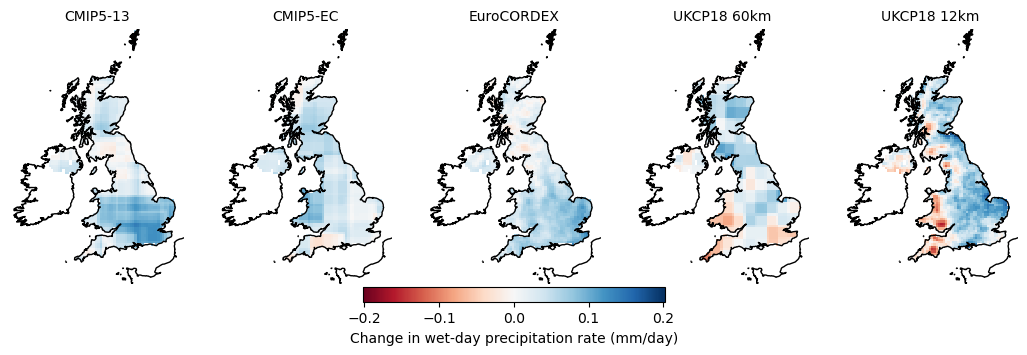 CMIP5-13 CMIP5-EC EuroCORDEX UKCP18 60km UKCP18 12km
−0.2 −0.1 0.0 0.1 0.2
Change in wet-day precipitation rate (mm/day)